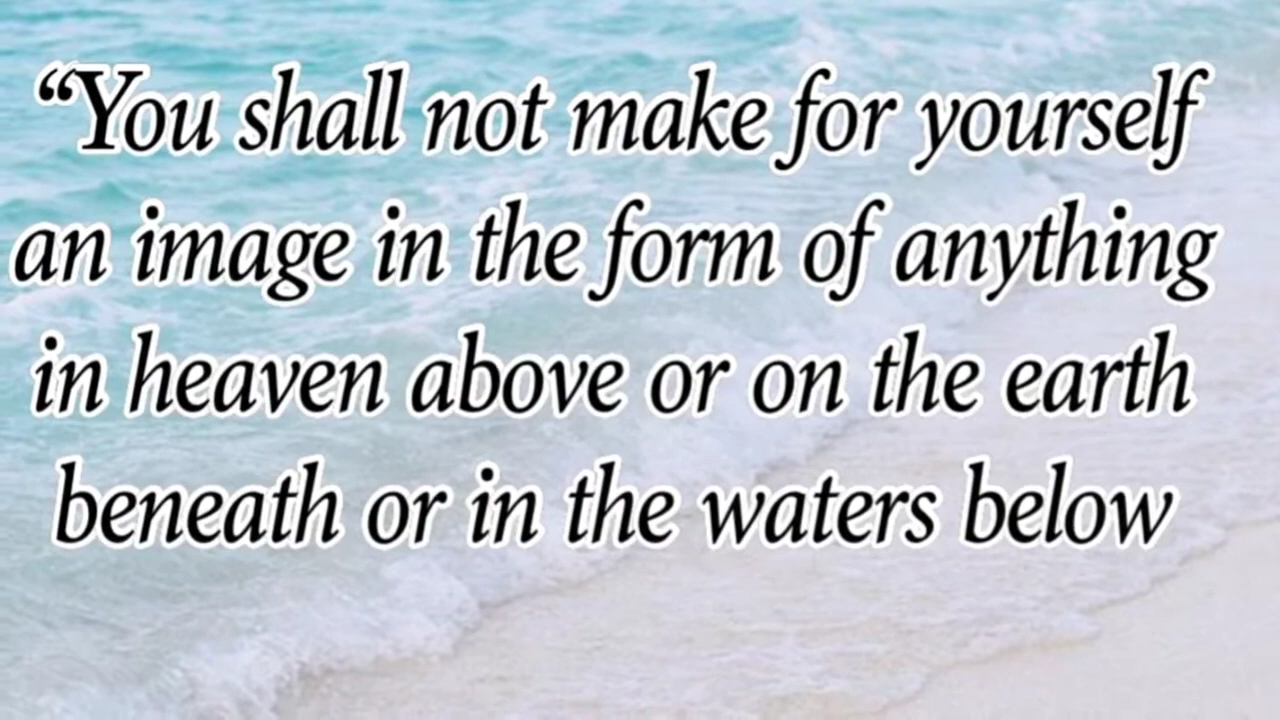 “You shall not make for yourself
an image in the form of anything
in heaven above or on the earth
beneath or in the waters below